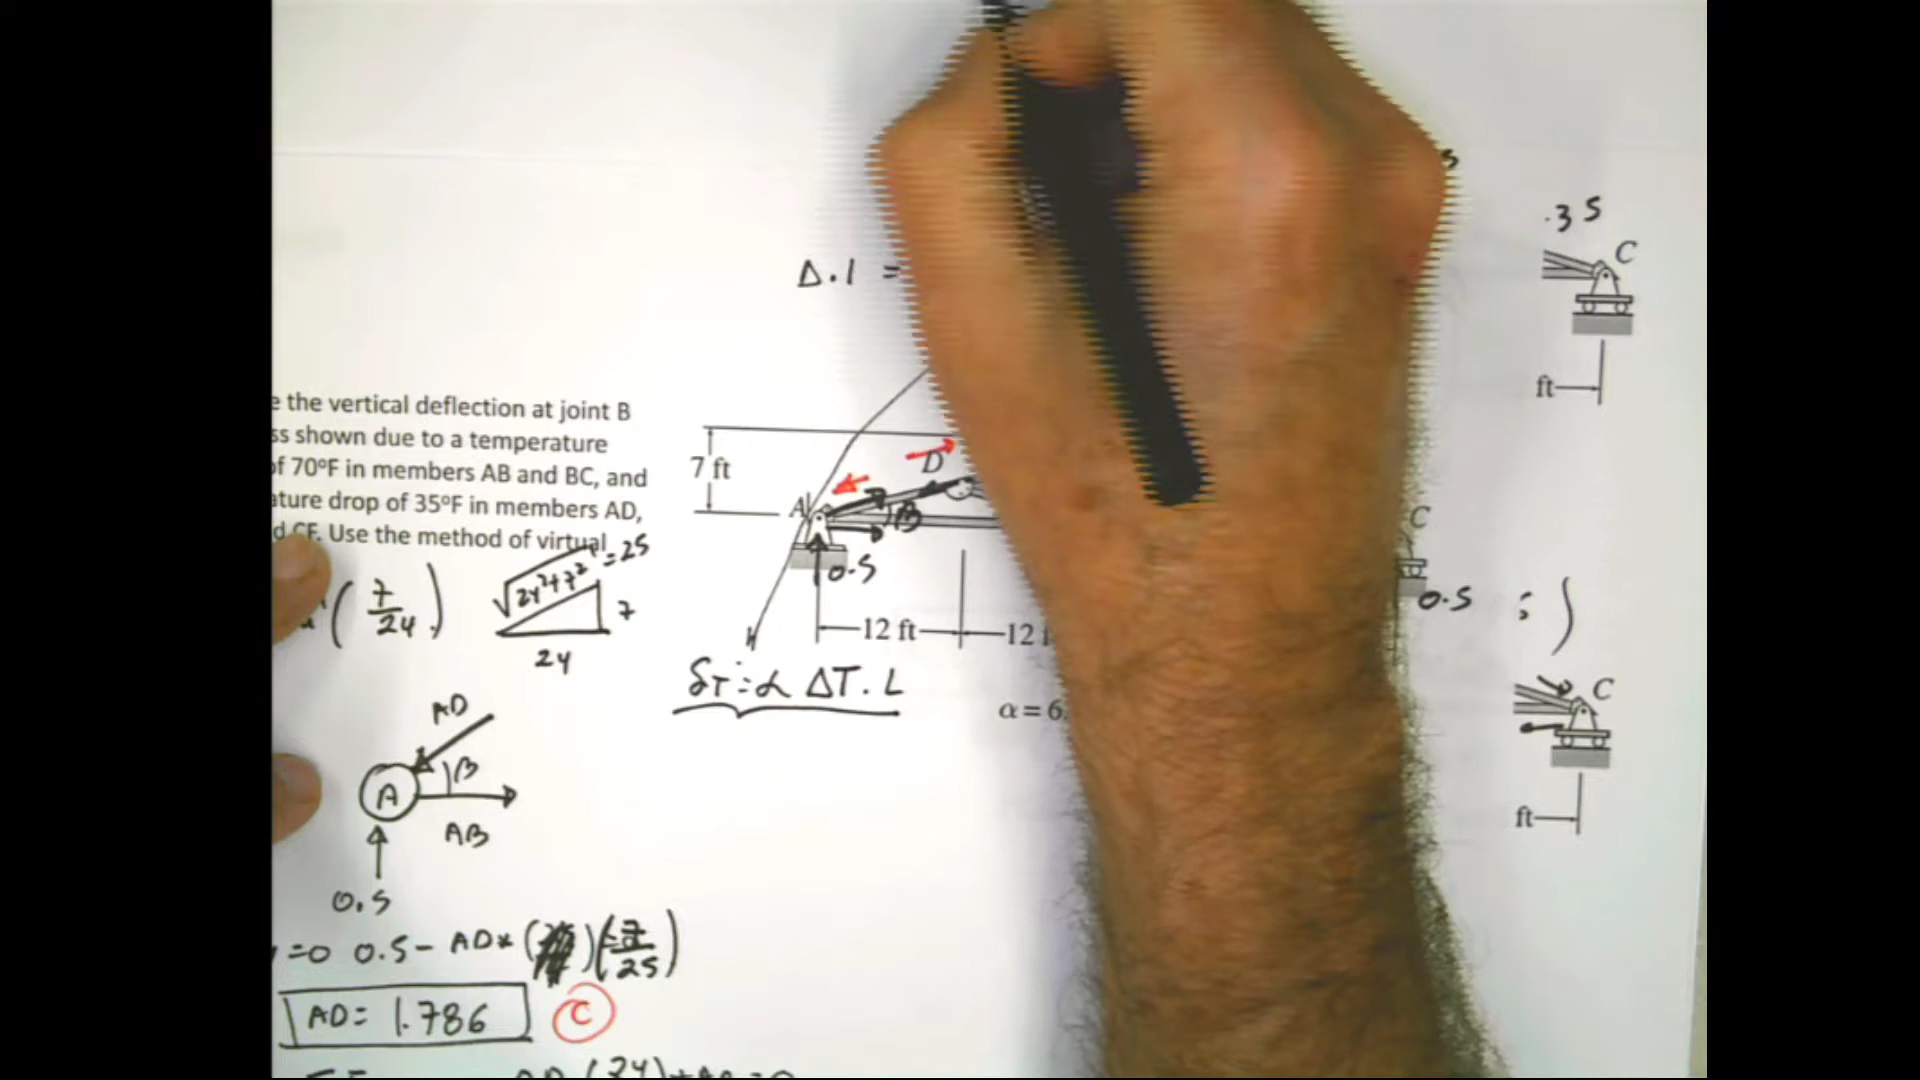 the vertical deflection at joint B
ss shown due to a temperature
of 70ºF in members AB and BC, and
ature drop of 35ºF in members AD,
CF. Use the method of virtual
( 7/24 )
√24²+7² = 25
7
24
AD
A
β
AB
0.5
=0 0.5 - AD* ( 7/25 )
AD= 1.786
C
Δ.1 =
7 ft
D
A
β
0.5
12 ft
12
δT = α ΔT. L
α = 6
.35
C
ft
C
0.5
: )
C
ft